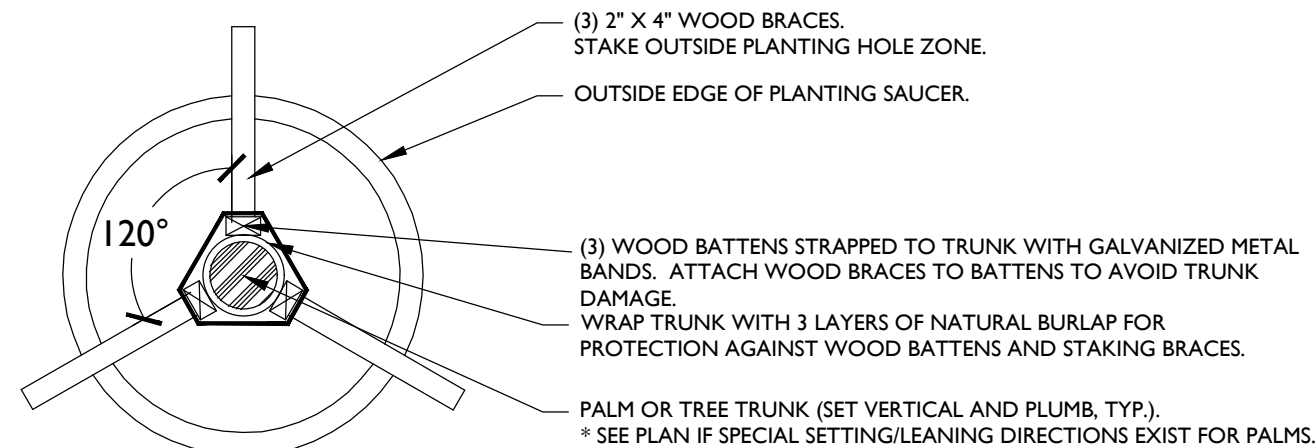 (3) 2" X 4" WOOD BRACES.
STAKE OUTSIDE PLANTING HOLE ZONE.
OUTSIDE EDGE OF PLANTING SAUCER.
120°
(3) WOOD BATTENS STRAPPED TO TRUNK WITH GALVANIZED METAL
BANDS. ATTACH WOOD BRACES TO BATTENS TO AVOID TRUNK
DAMAGE.
WRAP TRUNK WITH 3 LAYERS OF NATURAL BURLAP FOR
PROTECTION AGAINST WOOD BATTENS AND STAKING BRACES.
PALM OR TREE TRUNK (SET VERTICAL AND PLUMB, TYP.).
* SEE PLAN IF SPECIAL SETTING/LEANING DIRECTIONS EXIST FOR PALMS.